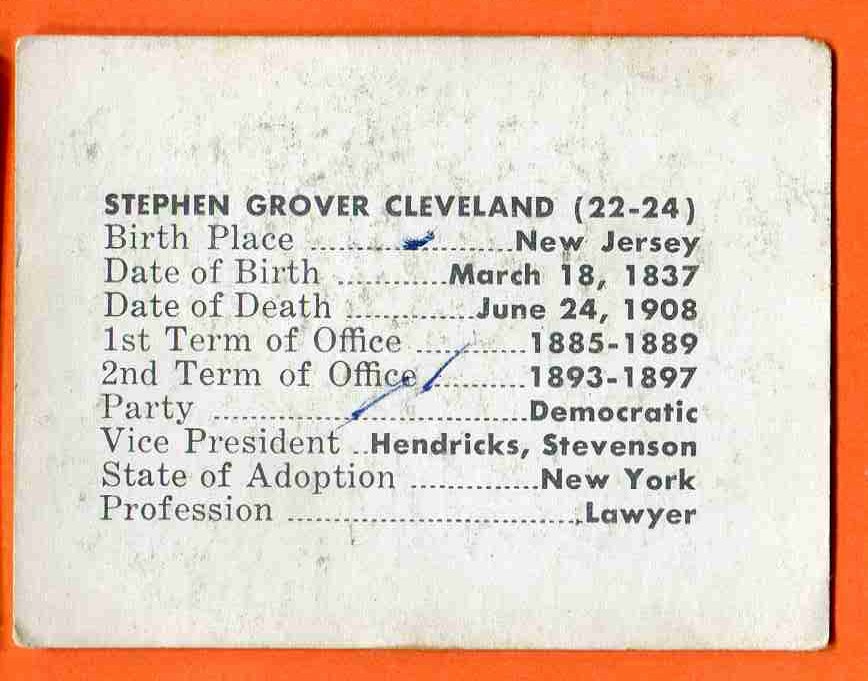 STEPHEN GROVER CLEVELAND (22-24)
Birth Place ...................New Jersey
Date of Birth ...........March 18, 1837
Date of Death .............June 24, 1908
1st Term of Office ...........1885-1889
2nd Term of Office ..........1893-1897
Party ................................Democratic
Vice President ..Hendricks, Stevenson
State of Adoption .............New York
Profession .............................Lawyer